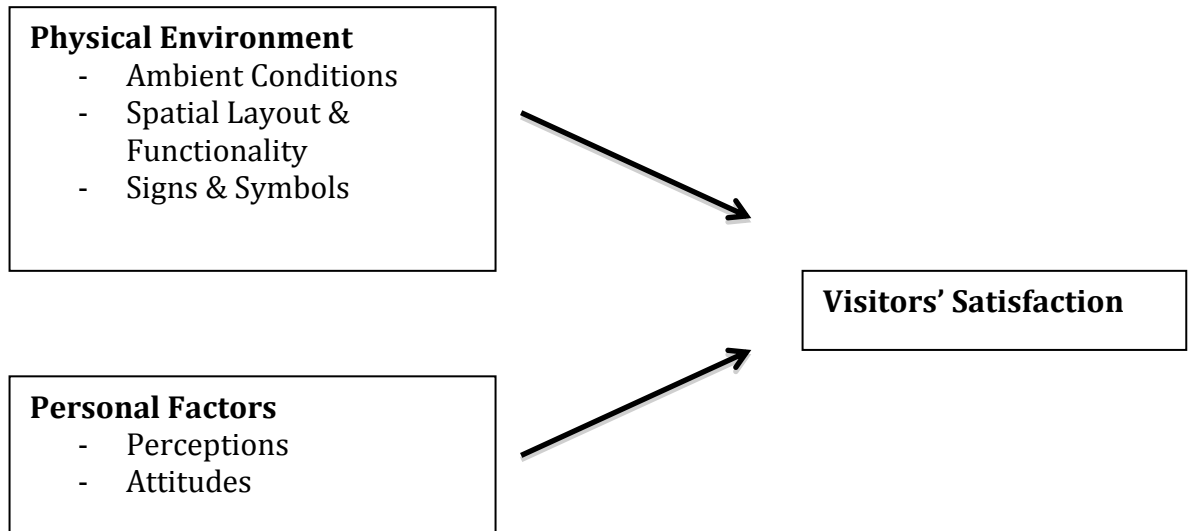 Physical Environment
- Ambient Conditions
- Spatial Layout &
Functionality
- Signs & Symbols
Visitors’ Satisfaction
Personal Factors
- Perceptions
- Attitudes